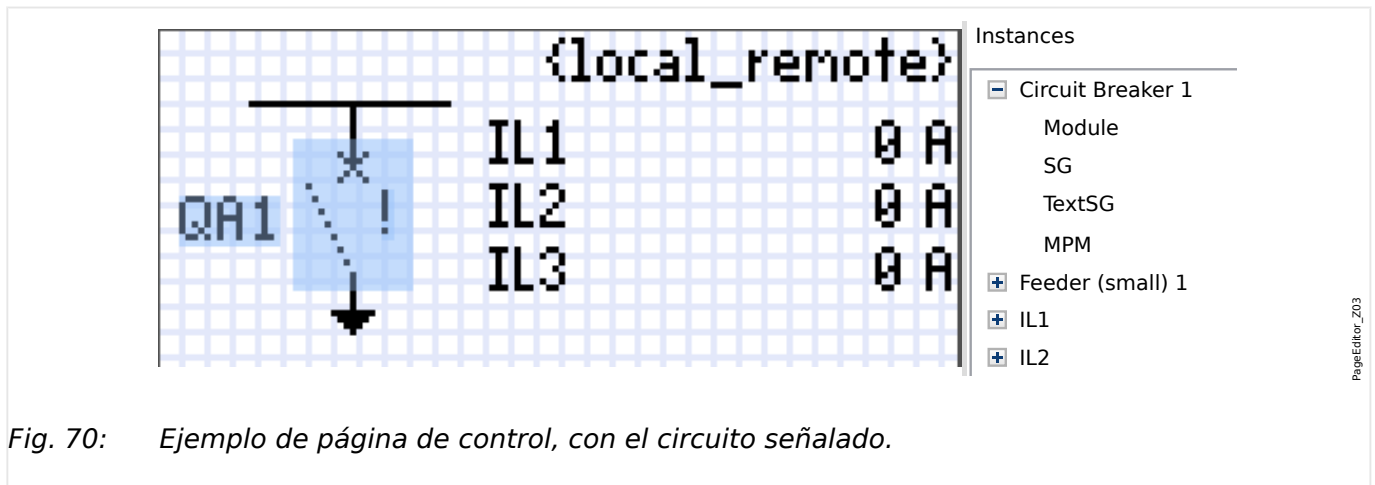 {local_remote}
IL1 0 A
IL2 0 A
IL3 0 A
QA1 !
Instances
Circuit Breaker 1
Module
SG
TextSG
MPM
Feeder (small) 1
IL1
IL2
PageEditor_Z03
Fig. 70: Ejemplo de página de control, con el circuito señalado.